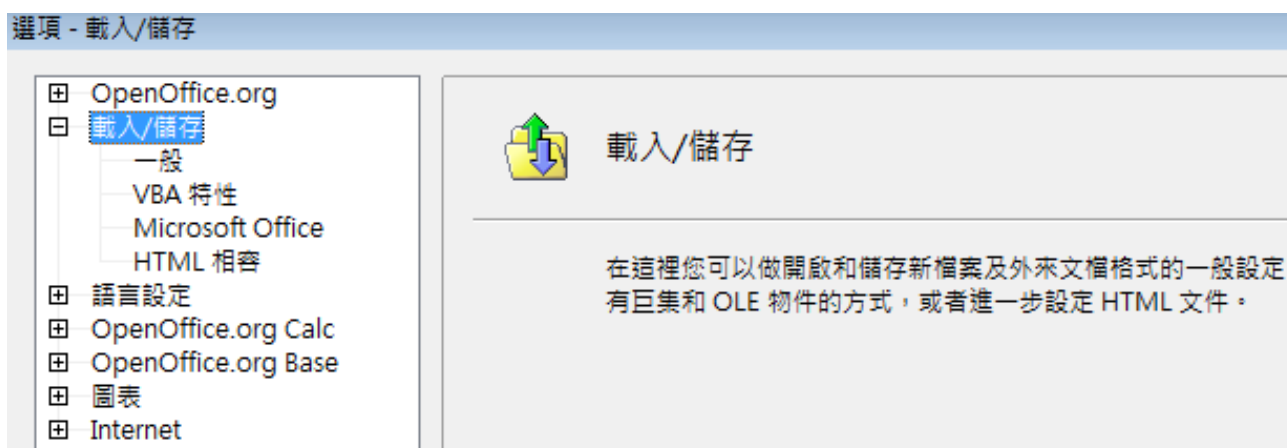 選項 - 載入/儲存
OpenOffice.org
載入/儲存
一般
VBA 特性
Microsoft Office
HTML 相容
語言設定
OpenOffice.org Calc
OpenOffice.org Base
圖表
Internet
載入/儲存
在這裡您可以做開啟和儲存新檔案及外來文檔格式的一般設定
有巨集和 OLE 物件的方式，或者進一步設定 HTML 文件。